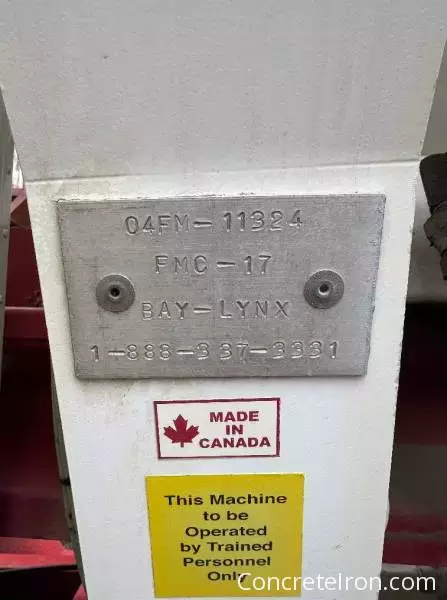 04FM-11324
FMC-17
BAY-LYNX
1-888-337-3331
MADE
IN
CANADA
This Machine
to be
Operated
by Trained
Personnel
Only
ConcreteIron.com